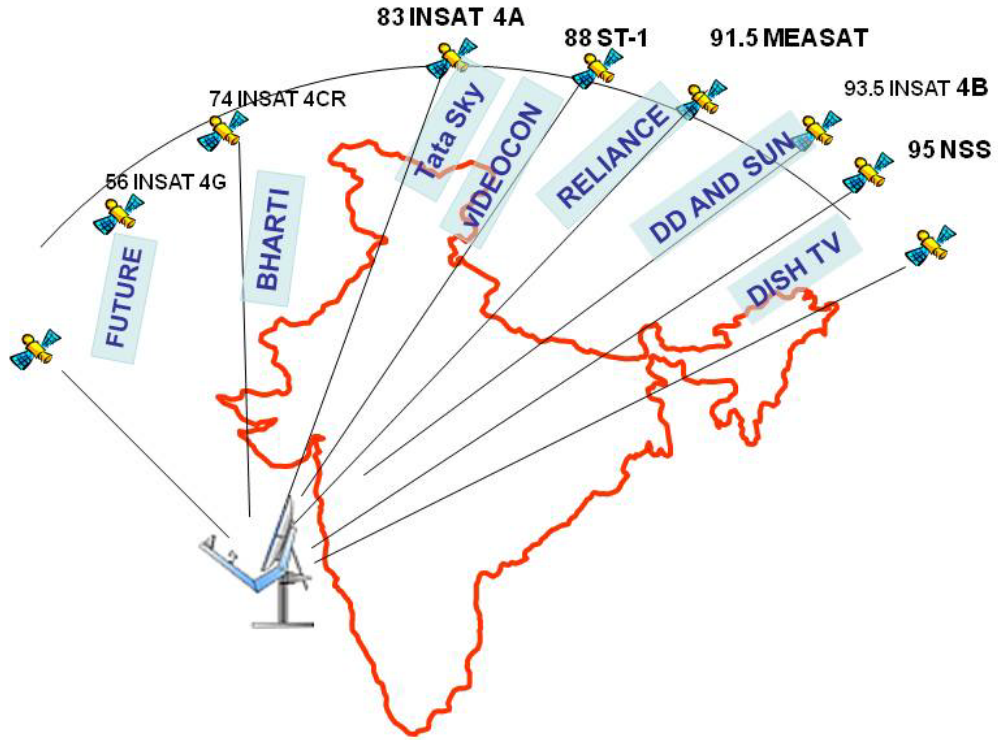 83 INSAT 4A
88 ST-1
91.5 MEASAT
93.5 INSAT 4B
95 NSS
74 INSAT 4CR
56 INSAT 4G
FUTURE
BHARTI
Tata Sky
VIDEOCON
RELIANCE
DD AND SUN
DISH TV